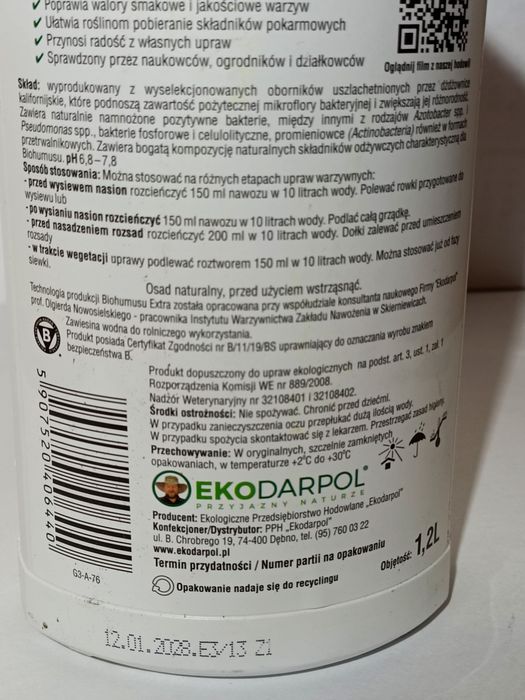 ✔ Poprawia walory smakowe i jakościowe warzyw
✔ Ułatwia roślinom pobieranie składników pokarmowych
✔ Przynosi radość z własnych upraw
✔ Sprawdzony przez naukowców, ogrodników i działkowców
Oglądnij film z naszej hodowli
Skład: wyprodukowany z wyselekcjonowanych oborników uszlachetnionych przez dżdżownice
kalifornijskie, które podnoszą zawartość pożytecznej mikroflory bakteryjnej i zwiększają jej różnorodność.
Zawiera naturalnie namnożone pozytywne bakterie, między innymi z rodzajów Azotobacter spp. i
Pseudomonas spp., bakterie fosforowe i celulolityczne, promieniowce (Actinobacteria) również w formach
przetrwalnikowych. Zawiera bogatą kompozycję naturalnych składników odżywczych charakterystyczną dla
Biohumusu. pH 6,8–7,8
Sposób stosowania: Można stosować na różnych etapach upraw warzywnych:
- przed wysiewem nasion rozcieńczyć 150 ml nawozu w 10 litrach wody. Polewać rowki przygotowane do
wysiewu lub
- po wysianiu nasion rozcieńczyć 150 ml nawozu w 10 litrach wody. Podlać całą grządkę.
- przed nasadzeniem rozsad rozcieńczyć 200 ml w 10 litrach wody. Dołki zalewać przed umieszczeniem
rozsady
- w trakcie wegetacji uprawy podlewać roztworem 150 ml w 10 litrach wody. Można stosować już od fazy
siewki.
Osad naturalny, przed użyciem wstrząsnąć.
Technologia produkcji Biohumusu Extra została opracowana przy współudziale konsultanta naukowego Firmy "Ekodarpol"
prof. Olgierda Nowosielskiego - pracownika Instytutu Warzywnictwa Zakładu Nawożenia w Skierniewicach.
B
Zawiesina wodna do rolniczego wykorzystania.
Produkt posiada Certyfikat Zgodności nr B/11/19/BS uprawniający do oznaczania wyrobu znakiem
bezpieczeństwa B.
Produkt dopuszczony do upraw ekologicznych na podst. art. 3, ust. 1, zał. 1
Rozporządzenia Komisji WE nr 889/2008.
Nadzór Weterynaryjny nr 32108401 i 32108402.
Środki ostrożności: Nie spożywać. Chronić przed dziećmi.
W przypadku zanieczyszczenia oczu przepłukać dużą ilością wody.
W przypadku spożycia skontaktować się z lekarzem. Przestrzegać zasad higieny.
Przechowywanie: W oryginalnych, szczelnie zamkniętych
opakowaniach, w temperaturze +2°C do +30°C
EKODARPOL®
PRZYJAZNY NATURZE
Producent: Ekologiczne Przedsiębiorstwo Hodowlane „Ekodarpol"
Konfekcjoner/Dystrybutor: PPH „Ekodarpol"
ul. B. Chrobrego 19, 74-400 Dębno, tel. (95) 760 03 22
www.ekodarpol.pl
Termin przydatności / Numer partii na opakowaniu
Objętość: 1,2L
Opakowanie nadaje się do recyclingu
5 907520 406440
G3-A-76
12.01.2028.E3/13 Z1